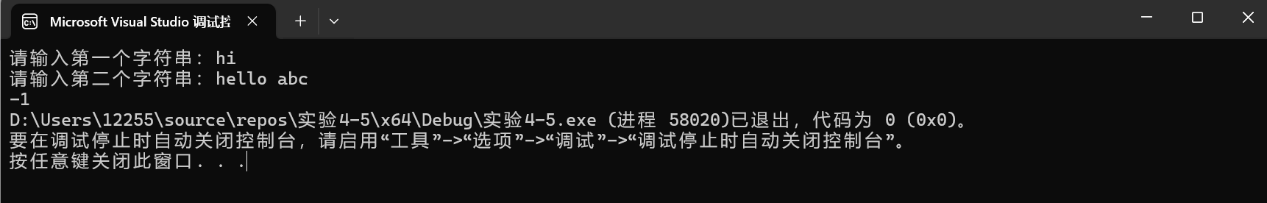 Microsoft Visual Studio 调试控
请输入第一个字符串：hi
请输入第二个字符串：hello abc
-1
D:\Users\12255\source\repos\实验4-5\x64\Debug\实验4-5.exe (进程 58020)已退出，代码为 0 (0x0)。
要在调试停止时自动关闭控制台，请启用“工具”->“选项”->“调试”->“调试停止时自动关闭控制台”。
按任意键关闭此窗口. . .